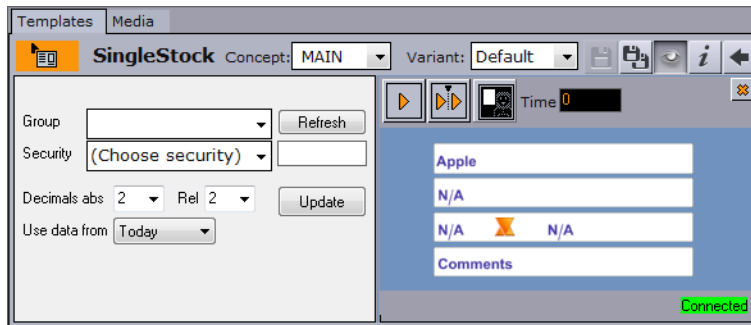 Templates Media
SingleStock Concept: MAIN Variant: Default
Group Refresh
Security (Choose security)
Decimals abs 2 Rel 2 Update
Use data from Today
Time 0
Apple
N/A
N/A N/A
Comments
Connected